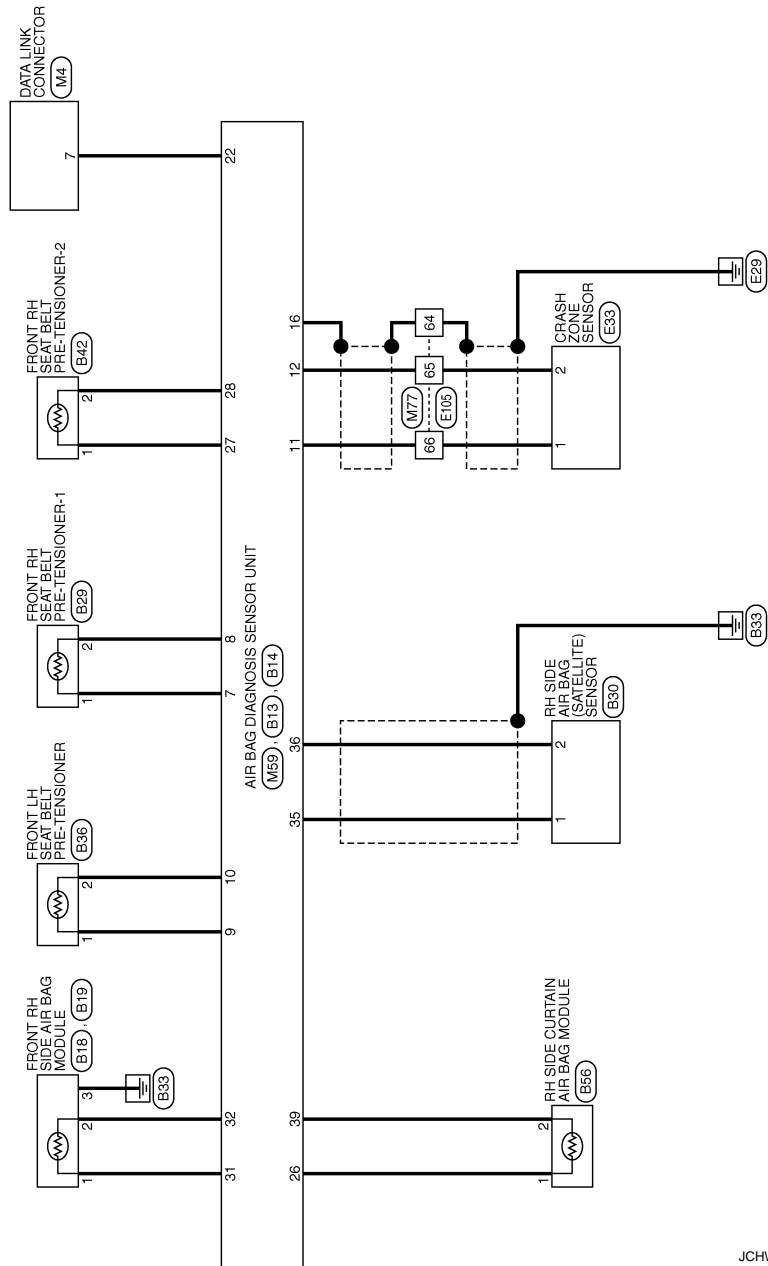 DATA LINK
CONNECTOR
M4
7
22
FRONT RH
SEAT BELT
PRE-TENSIONER-2
B42
1
2
27
28
FRONT RH
SEAT BELT
PRE-TENSIONER-1
B29
1
2
7
8
FRONT LH
SEAT BELT
PRE-TENSIONER
B36
1
2
9
10
FRONT RH
SIDE AIR BAG
MODULE
B18 , B19
1
2
3
B33
31
32
AIR BAG DIAGNOSIS SENSOR UNIT
M59 , B13 , B14
26
39
35
36
11
12
16
66
65
64
M77
E105
1
2
RH SIDE CURTAIN
AIR BAG MODULE
B56
1
2
RH SIDE
AIR BAG
(SATELLITE)
SENSOR
B30
B33
1
2
CRASH
ZONE
SENSOR
E33
E29